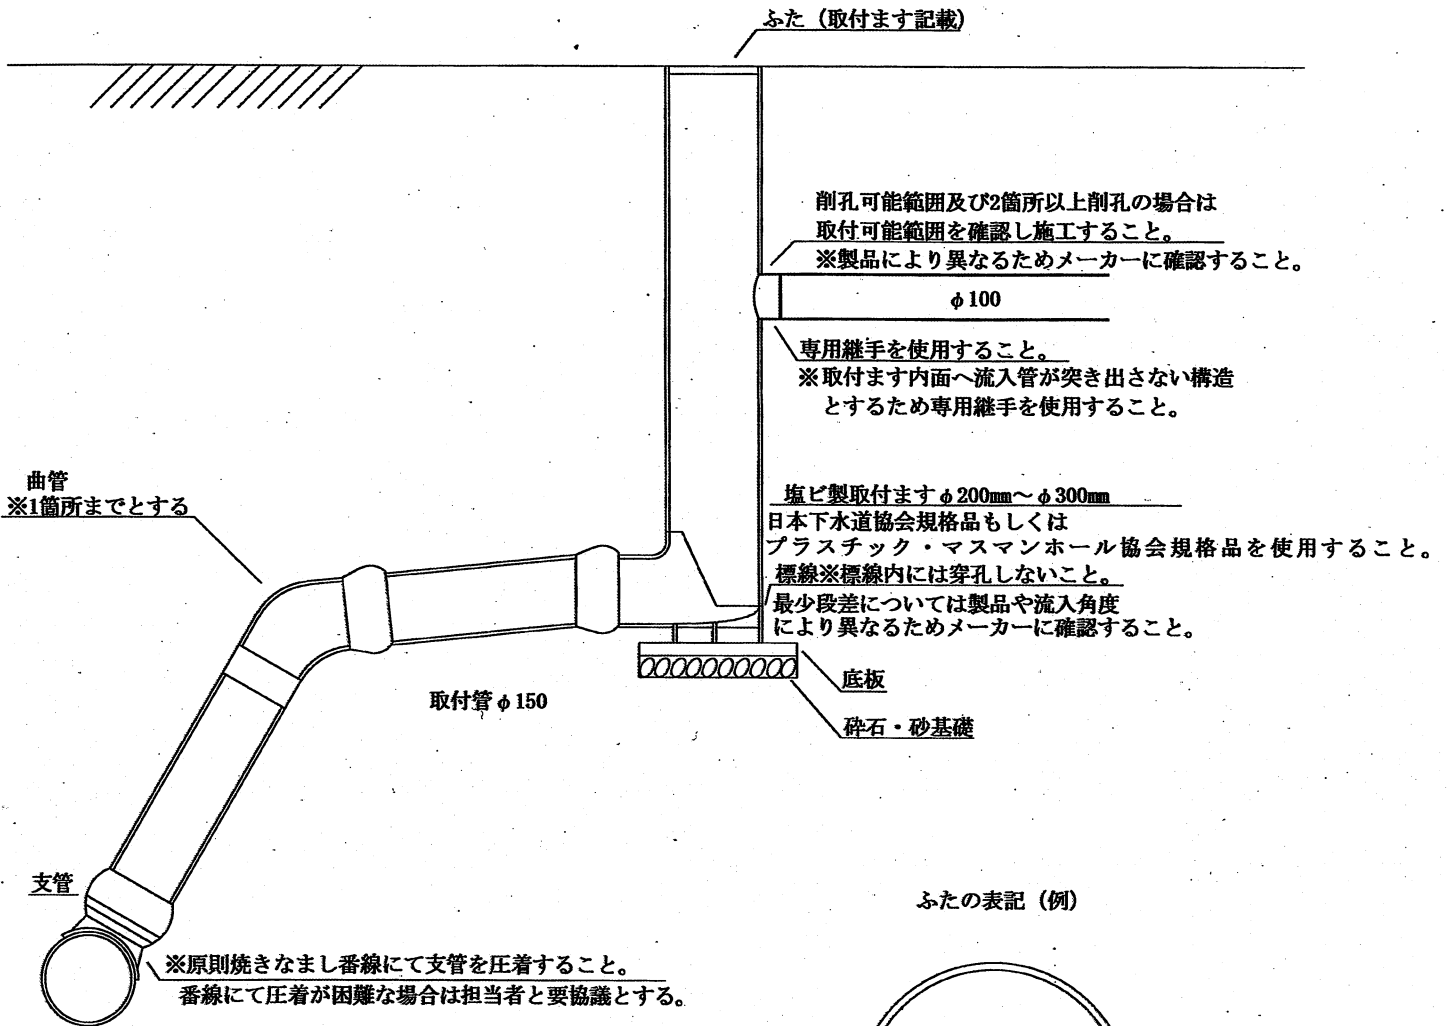 ふた（取付ます記載）
削孔可能範囲及び2箇所以上削孔の場合は
取付可能範囲を確認し施工すること。
※製品により異なるためメーカーに確認すること。
φ100
専用継手を使用すること。
※取付ます内面へ流入管が突き出さない構造
とするため専用継手を使用すること。
曲管
※1箇所までとする
塩ビ製取付ますφ200mm～φ300mm
日本下水道協会規格品もしくは
プラスチック・マスマンホール協会規格品を使用すること。
標線※標線内には穿孔しないこと。
最少段差については製品や流入角度
により異なるためメーカーに確認すること。
底板
取付管φ150
砕石・砂基礎
支管
ふたの表記（例）
※原則焼きなまし番線にて支管を圧着すること。
番線にて圧着が困難な場合は担当者と要協議とする。